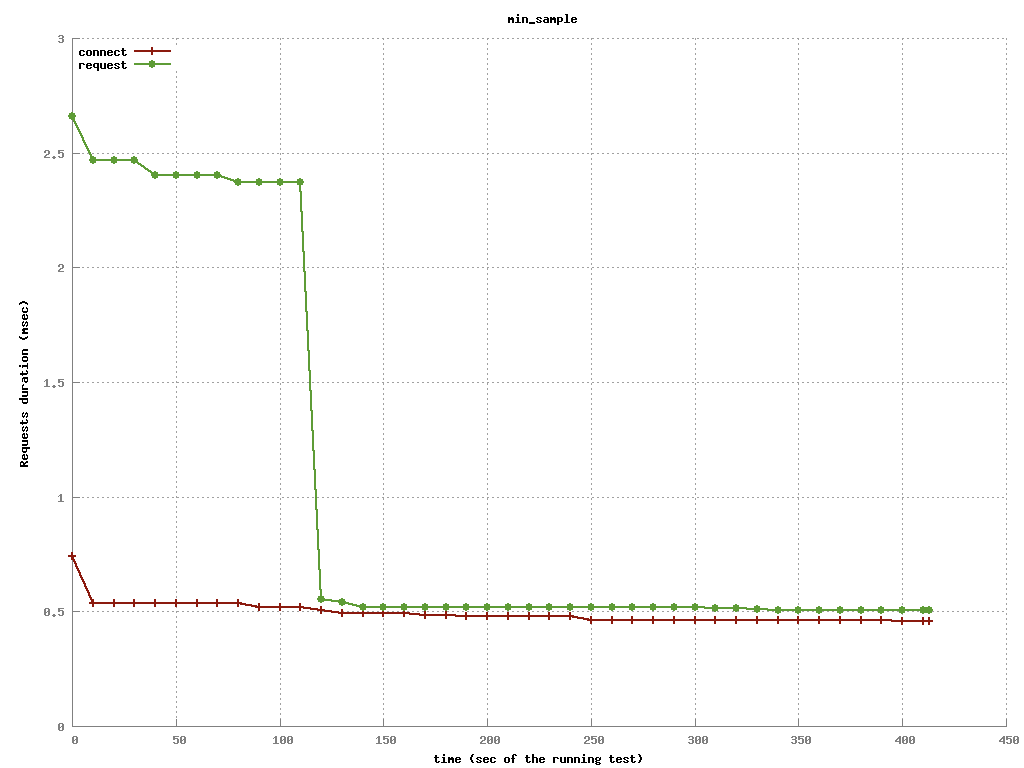 min_sample
connect
request
3
2.5
2
1.5
1
0.5
0
Requests duration (msec)
0 50 100 150 200 250 300 350 400 450
time (sec of the running test)